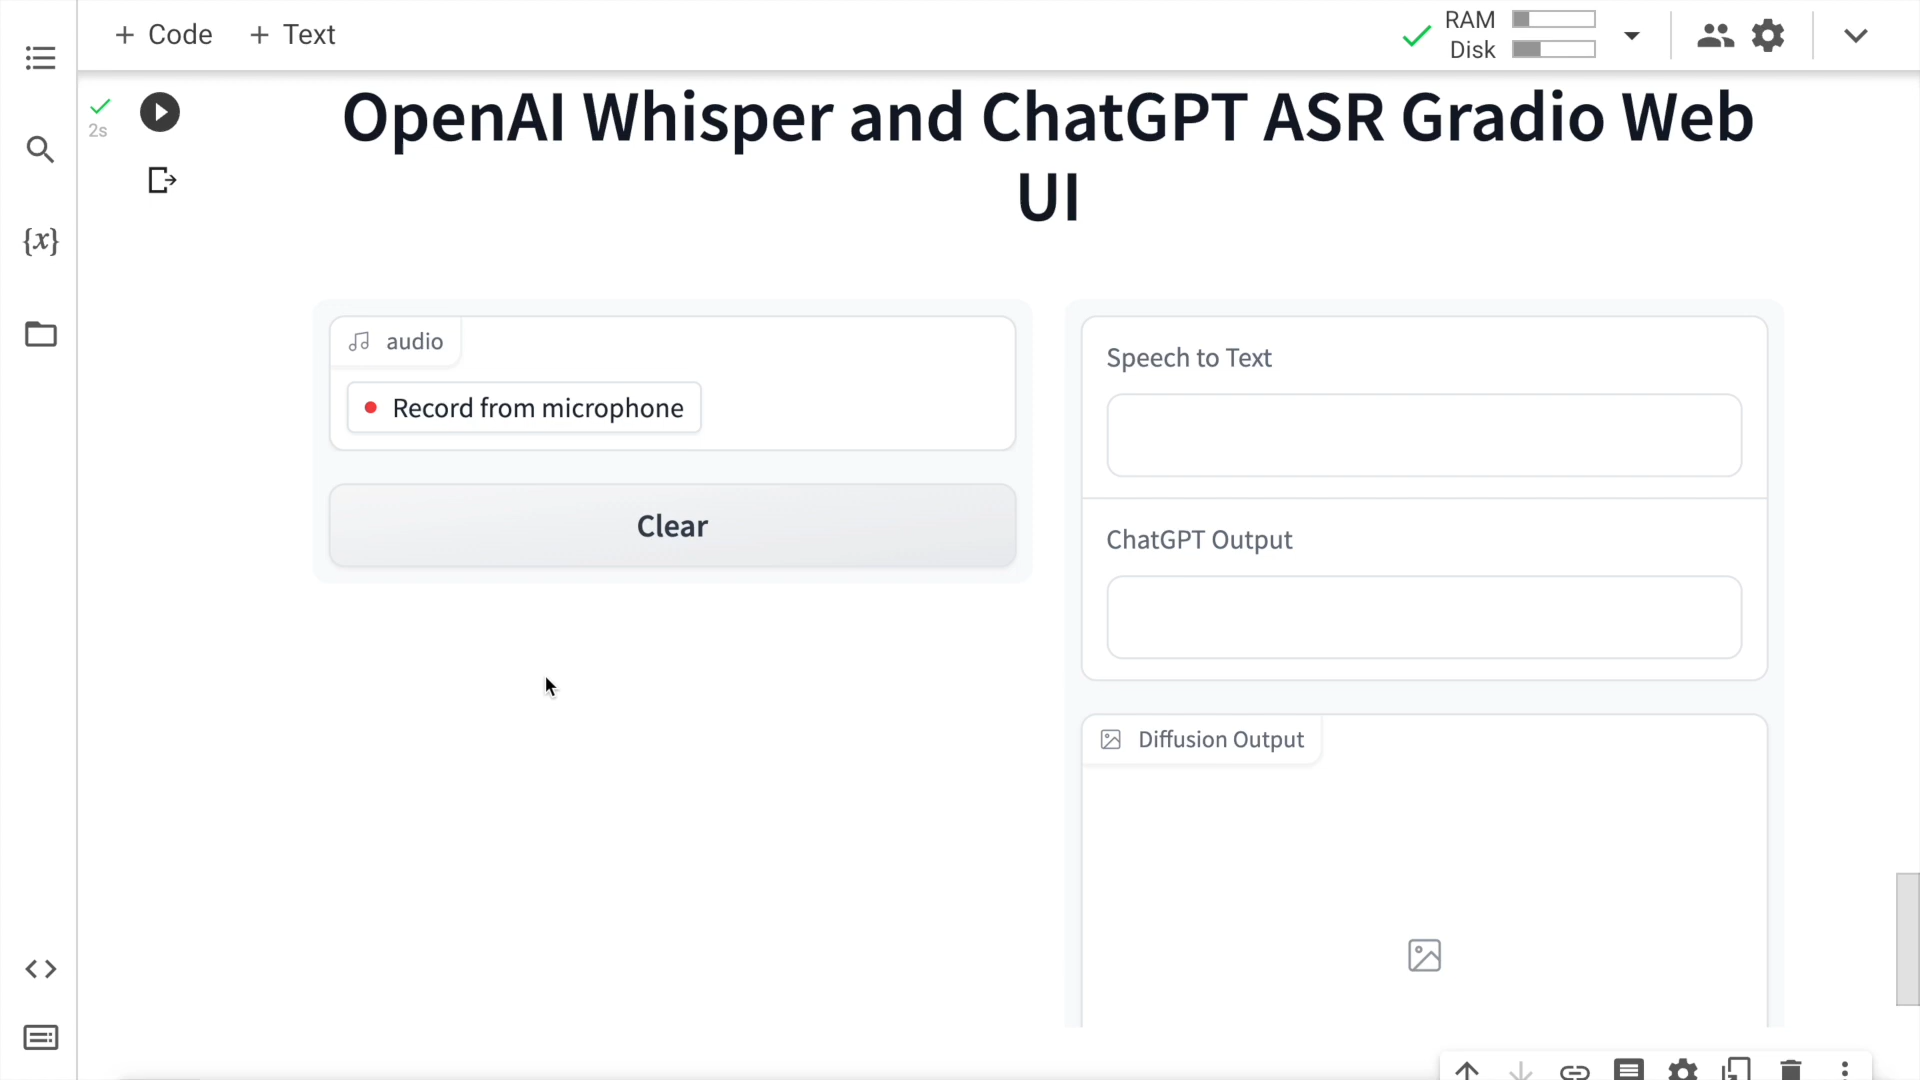 + Code + Text
RAM
Disk
2s
{x}
OpenAI Whisper and ChatGPT ASR Gradio Web
UI
audio
Record from microphone
Clear
Speech to Text
ChatGPT Output
Diffusion Output